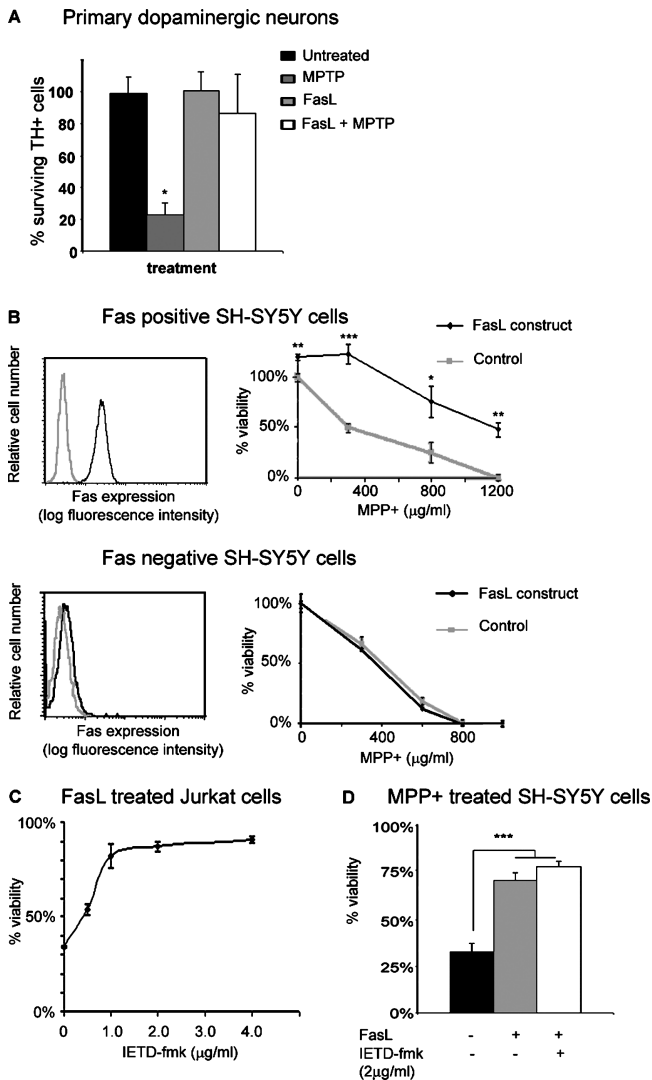 A Primary dopaminergic neurons
Untreated
MPTP
FasL
FasL + MPTP
% surviving TH+ cells
100
80
60
40
20
0
*
treatment
B Fas positive SH-SY5Y cells
Relative cell number
Fas expression
(log fluorescence intensity)
FasL construct
Control
% viability
100%
50%
0%
** *** * **
0 400 800 1200
MPP+ (µg/ml)
Fas negative SH-SY5Y cells
Relative cell number
Fas expression
(log fluorescence intensity)
FasL construct
Control
% viability
100%
50%
0%
0 400 800
MPP+ (µg/ml)
C FasL treated Jurkat cells
% viability
100%
50%
0%
0 1.0 2.0 3.0 4.0
IETD-fmk (µg/ml)
D MPP+ treated SH-SY5Y cells
% viability
100%
75%
50%
25%
0%
***
FasL - + +
IETD-fmk - - +
(2µg/ml)